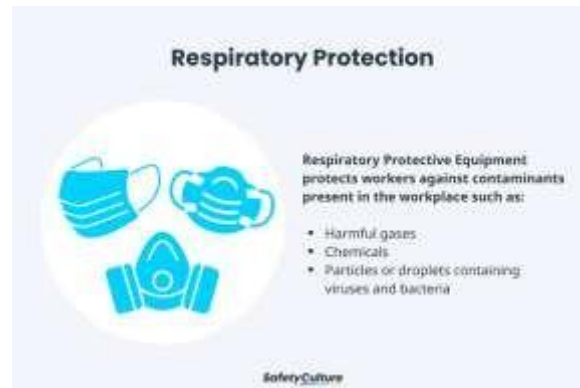 Respiratory Protection
Respiratory Protective Equipment
protects workers against contaminants
present in the workplace such as:
• Harmful gases
• Chemicals
• Particles or droplets containing
viruses and bacteria
SafetyCulture